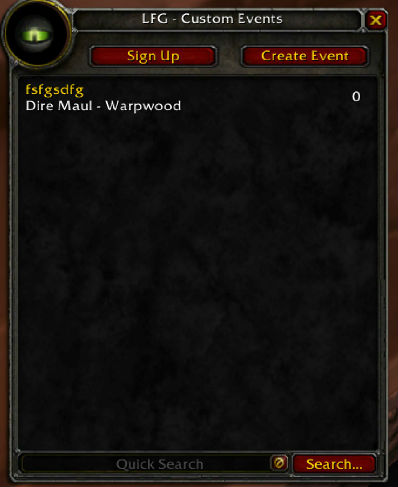 LFG - Custom Events
Sign Up
Create Event
fsfgsdfg
0
Dire Maul - Warpwood
Quick Search
Search...